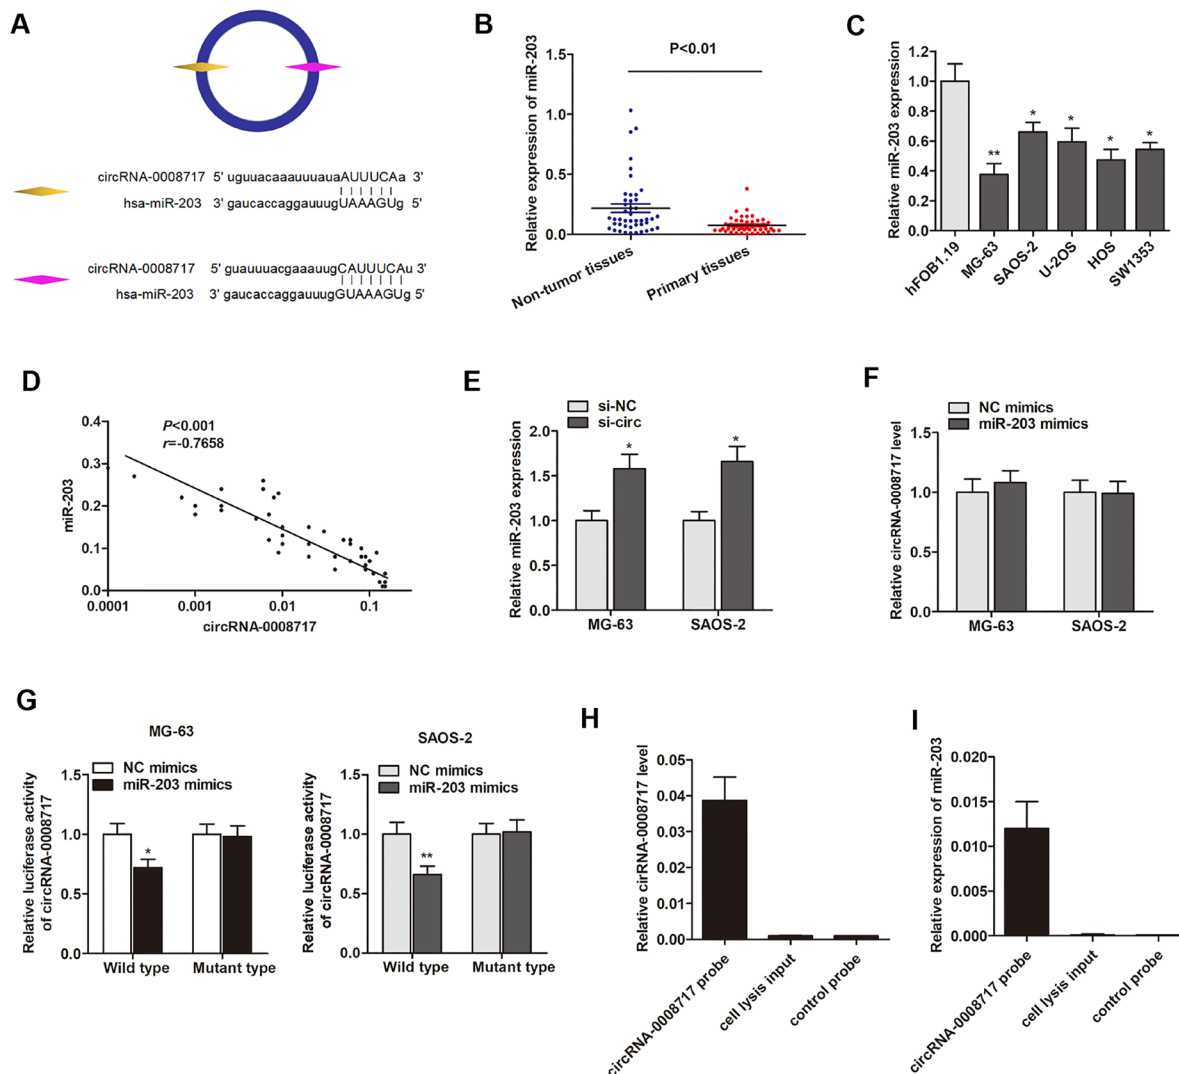 A
circRNA-0008717 5' uguuacaaauuuauaAUUUCAa 3'
hsa-miR-203 3' gaucaccaggauuugUAAAGUg 5'
circRNA-0008717 5' guauuuacgaaauugCAUUUCAu 3'
hsa-miR-203 3' gaucaccaggauuugGUAAAGUg 5'
B
P<0.01
Relative expression of miR-203
1.5
1.0
0.5
0.0
Non-tumor tissues
Primary tissues
C
Relative miR-203 expression
1.2
1.0
0.8
0.6
0.4
0.2
0.0
**
*
*
*
*
hFOB1.19
MG-63
SAOS-2
U-2OS
HOS
SW1353
D
P<0.001
r=-0.7658
miR-203
0.4
0.3
0.2
0.1
0.0
0.0001
0.001
0.01
0.1
circRNA-0008717
E
si-NC
si-circ
Relative miR-203 expression
2.0
1.5
1.0
0.5
0.0
*
*
MG-63
SAOS-2
F
NC mimics
miR-203 mimics
Relative circRNA-0008717 level
1.5
1.0
0.5
0.0
MG-63
SAOS-2
G
MG-63
NC mimics
miR-203 mimics
Relative luciferase activity
of circRNA-0008717
1.5
1.0
0.5
0.0
*
Wild type
Mutant type
SAOS-2
NC mimics
miR-203 mimics
Relative luciferase activity
of circRNA-0008717
1.5
1.0
0.5
0.0
**
Wild type
Mutant type
H
Relative cirRNA-0008717 level
0.05
0.04
0.03
0.02
0.01
0.00
circRNA-0008717 probe
cell lysis input
control probe
I
Relative expression of miR-203
0.020
0.015
0.010
0.005
0.000
circRNA-0008717 probe
cell lysis input
control probe